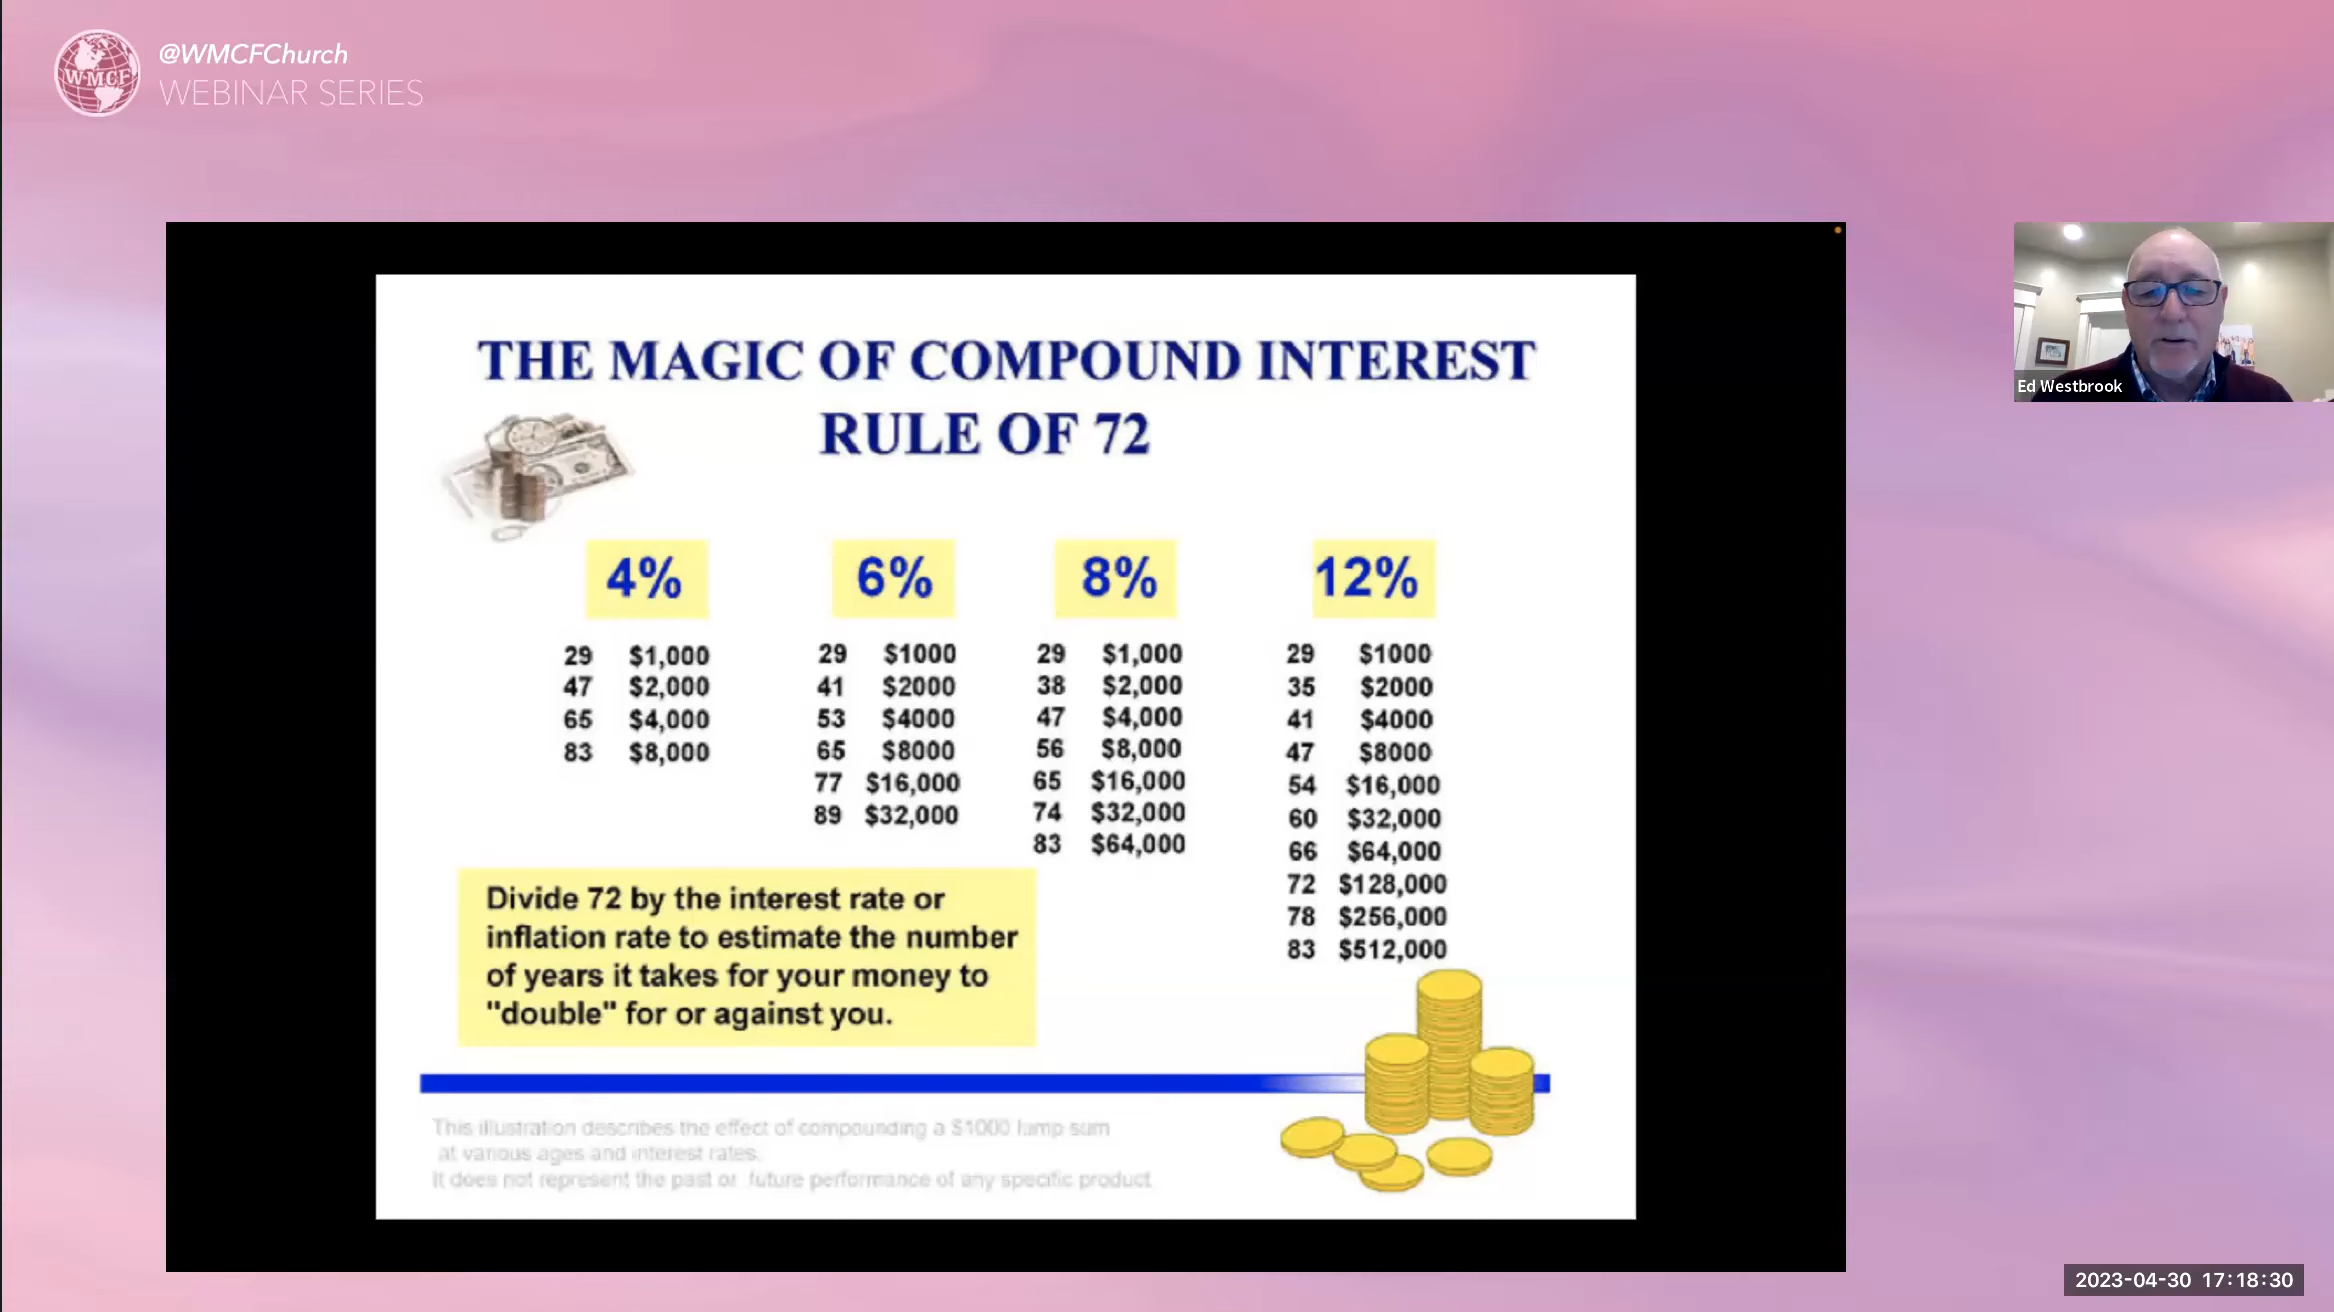 @WMCFChurch
WEBINAR SERIES
WMCF
THE MAGIC OF COMPOUND INTEREST
RULE OF 72
4%
29 $1,000
47 $2,000
65 $4,000
83 $8,000
6%
29 $1000
41 $2000
53 $4000
65 $8000
77 $16,000
89 $32,000
8%
29 $1,000
38 $2,000
47 $4,000
56 $8,000
65 $16,000
74 $32,000
83 $64,000
12%
29 $1000
35 $2000
41 $4000
47 $8000
54 $16,000
60 $32,000
66 $64,000
72 $128,000
78 $256,000
83 $512,000
Divide 72 by the interest rate or
inflation rate to estimate the number
of years it takes for your money to
"double" for or against you.
This illustration describes the effect of compounding a $1000 lump sum
at various ages and interest rates.
It does not represent the past or future performance of any specific product
Ed Westbrook
2023-04-30 17:18:30